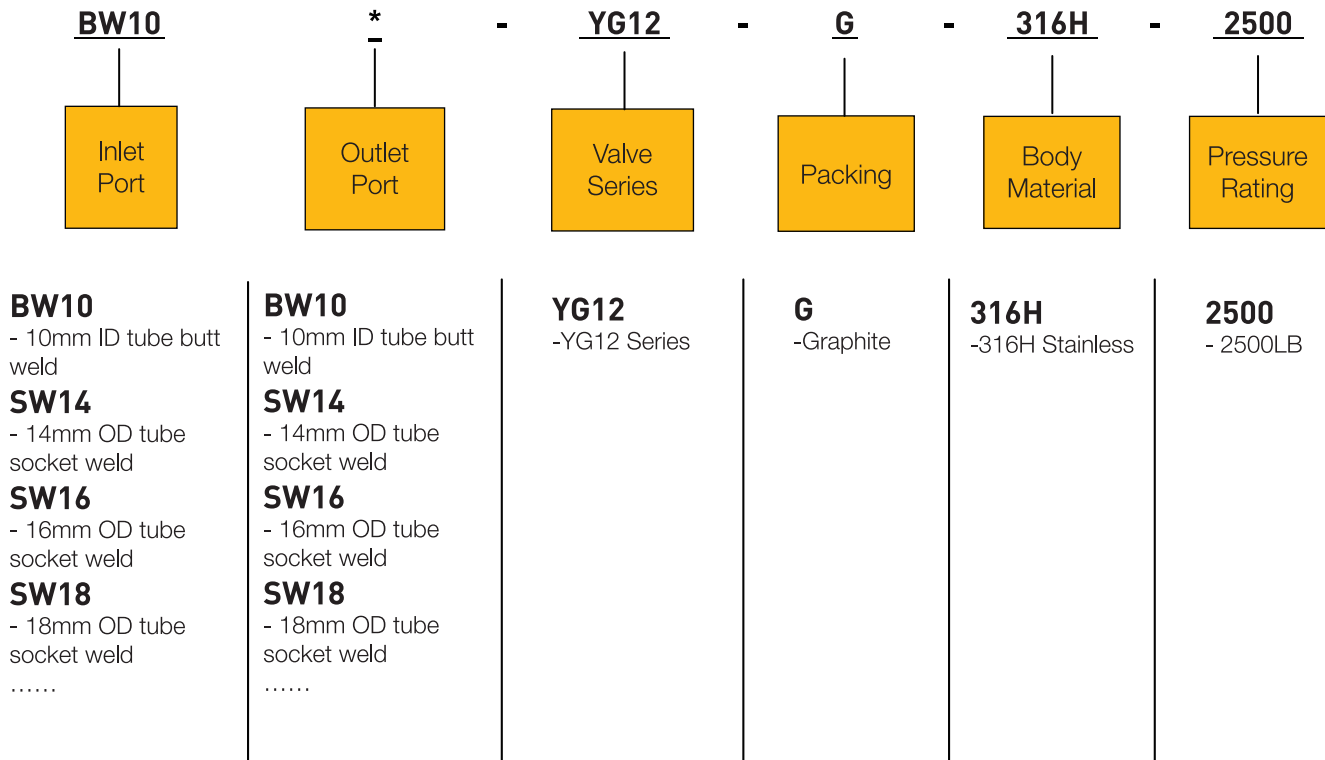 BW10 * - YG12 - G - 316H - 2500
Inlet
Port
Outlet
Port
Valve
Series
Packing
Body
Material
Pressure
Rating
BW10
- 10mm ID tube butt
weld
SW14
- 14mm OD tube
socket weld
SW16
- 16mm OD tube
socket weld
SW18
- 18mm OD tube
socket weld
......
BW10
- 10mm ID tube butt
weld
SW14
- 14mm OD tube
socket weld
SW16
- 16mm OD tube
socket weld
SW18
- 18mm OD tube
socket weld
......
YG12
-YG12 Series
G
-Graphite
316H
-316H Stainless
2500
- 2500LB